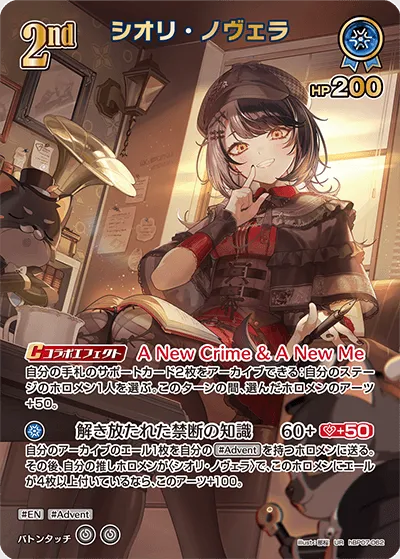 2nd
シオリ・ノヴェラ
HP200
コラボエフェクト A New Crime & A New Me
自分の手札のサポートカード2枚をアーカイブできる：自分のステー
ジのホロメン1人を選ぶ。このターンの間、選んだホロメンのアーツ
+50。
解き放たれた禁断の知識 60+ +50
自分のアーカイブのエール1枚を自分の #Advent を持つホロメンに送る。
その後、自分の推しホロメンが〈シオリ・ノヴェラ〉で、このホロメンにエール
が4枚以上付いているなら、このアーツ+100。
#EN #Advent
バトンタッチ
UR hBP07-062